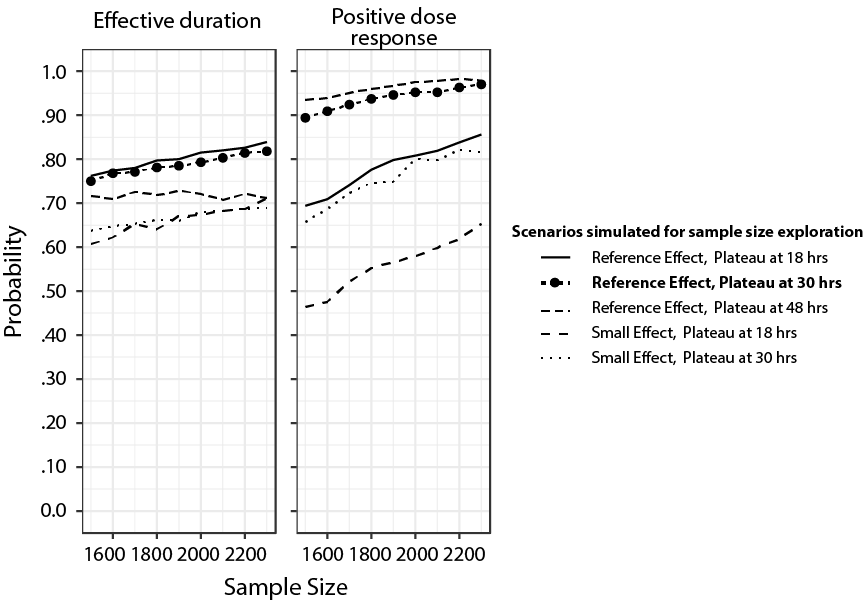 Effective duration
Positive dose
response
1.0
.90
.80
.70
.60
.50
.40
.30
.20
.10
0.0
Probability
1600 1800 2000 2200
1600 1800 2000 2200
Sample Size
Scenarios simulated for sample size exploration
Reference Effect, Plateau at 18 hrs
Reference Effect, Plateau at 30 hrs
Reference Effect, Plateau at 48 hrs
Small Effect, Plateau at 18 hrs
Small Effect, Plateau at 30 hrs